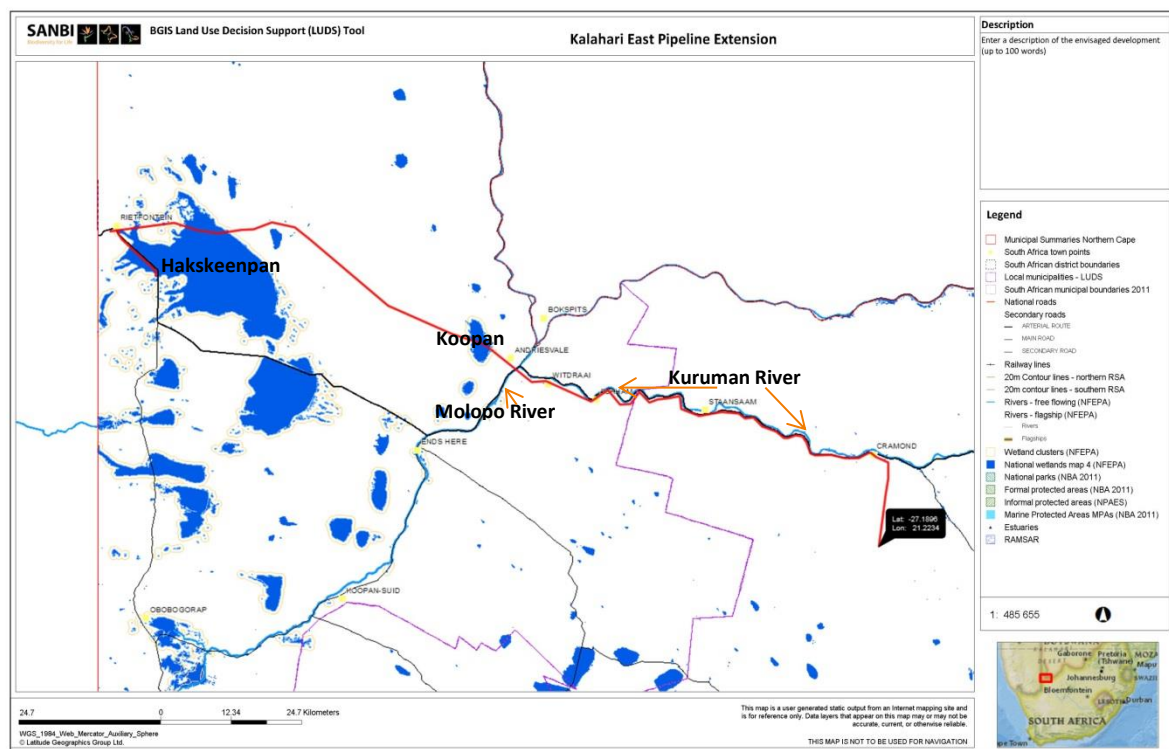 SANBI
Biodiversity for Life
BGIS Land Use Decision Support (LUDS) Tool
Kalahari East Pipeline Extension
Description
Enter a description of the envisaged development
(up to 100 words)
RIETFONTEIN
Hakskeenpan
BOKSPITS
Koopan
ANDRIESVALE
WITDRAAI
Kuruman River
Molopo River
STAANSAAM
ENDS HERE
CRAMOND
Lat: -27.1896
Lon: 21.2234
KOOPAN-SUID
OBOBOGORAP
Legend
Municipal Summaries Northern Cape
South Africa town points
South African district boundaries
Local municipalities - LUDS
South African municipal boundaries 2011
National roads
Secondary roads
ARTERIAL ROUTE
MAIN ROAD
SECONDARY ROAD
Railway lines
20m Contour lines - northern RSA
20m contour lines - southern RSA
Rivers - free flowing (NFEPA)
Rivers - flagship (NFEPA)
Rivers
Flagships
Wetland clusters (NFEPA)
National wetlands map 4 (NFEPA)
National parks (NBA 2011)
Formal protected areas (NBA 2011)
Informal protected areas (NPAES)
Marine Protected Areas MPAs (NBA 2011)
Estuaries
RAMSAR
1: 485 655
24.7 0 12.34 24.7 Kilometers
WGS_1984_Web_Mercator_Auxiliary_Sphere
© Latitude Geographics Group Ltd.
This map is a user generated static output from an Internet mapping site and
is for reference only. Data layers that appear on this map may or may not be
accurate, current, or otherwise reliable.
THIS MAP IS NOT TO BE USED FOR NAVIGATION
Gaborone
Pretoria
(Tshwane)
MOZA
Mapu
Johannesburg
SWAZIL
Bloemfontein
Durban
SOUTH AFRICA